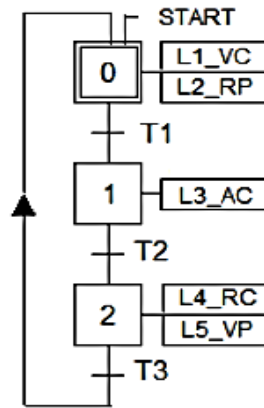 START
0
L1_VC
L2_RP
T1
1
L3_AC
T2
2
L4_RC
L5_VP
T3